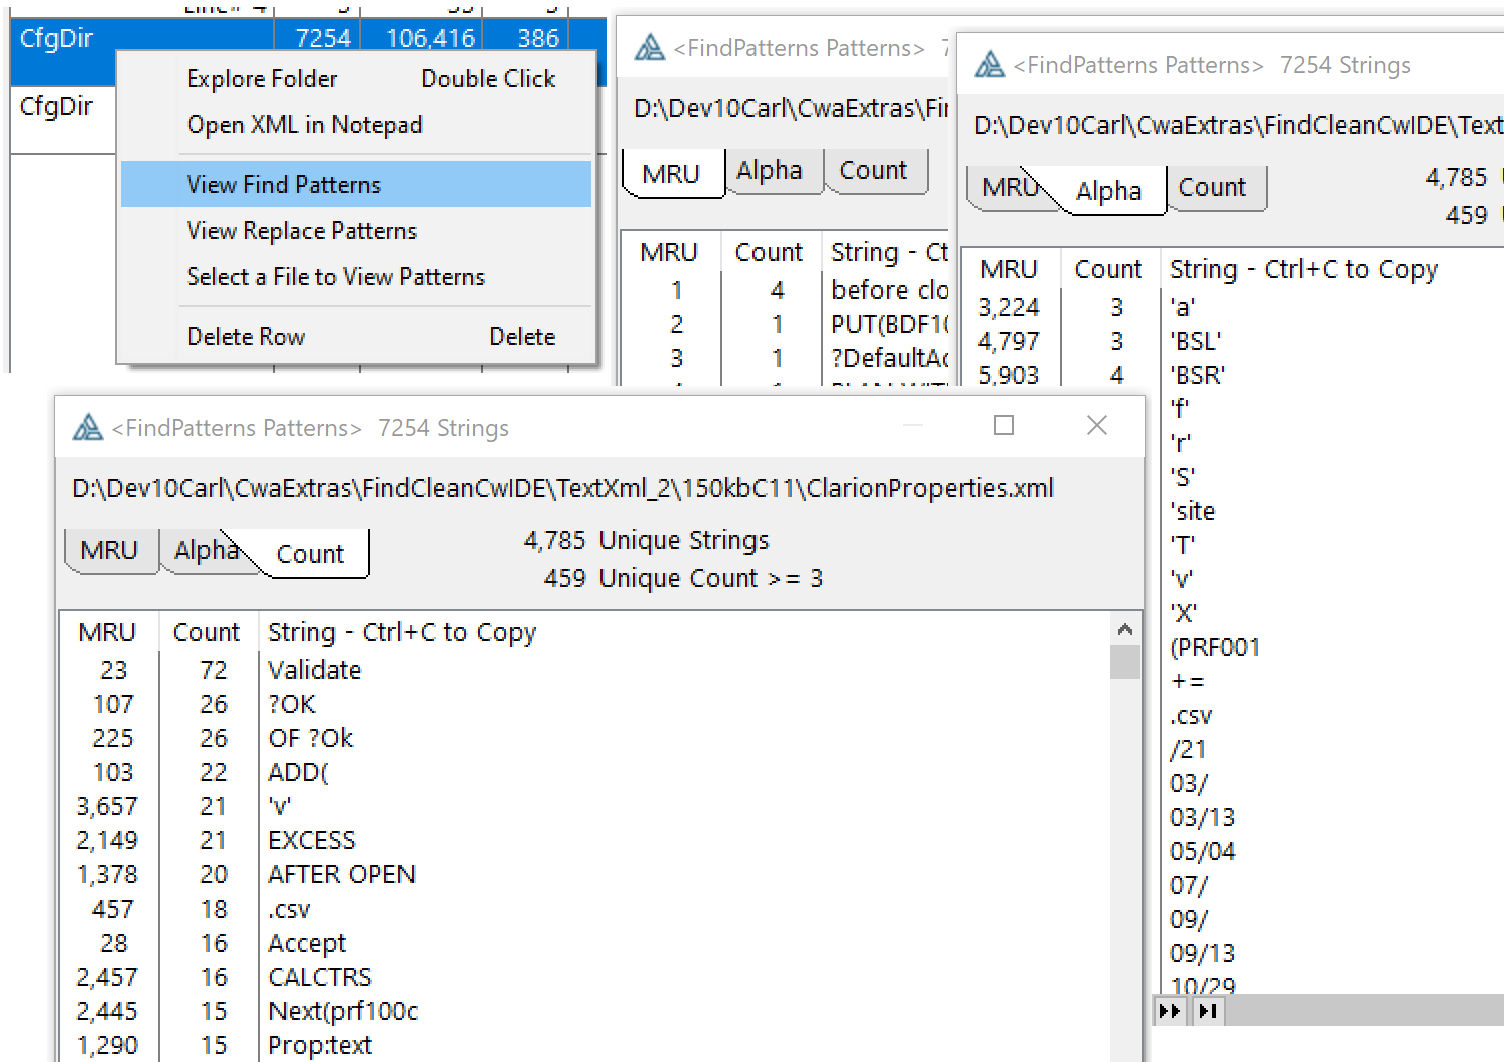 CfgDir 7254 106,416 386
CfgDir
Explore Folder Double Click
Open XML in Notepad
View Find Patterns
View Replace Patterns
Select a File to View Patterns
Delete Row Delete
<FindPatterns Patterns> 7
D:\Dev10Carl\CwaExtras\Fin
MRU Alpha Count
MRU Count String - Ct
1 4 before clo
2 1 PUT(BDF10
3 1 ?DefaultAc
<FindPatterns Patterns> 7254 Strings
D:\Dev10Carl\CwaExtras\FindCleanCwIDE\Text
MRU Alpha Count
4,785 U
459 U
MRU Count String - Ctrl+C to Copy
3,224 3 'a'
4,797 3 'BSL'
5,903 4 'BSR'
'f'
'r'
'S'
'site
'T'
'v'
'X'
(PRF001
+=
.csv
/21
03/
03/13
05/04
07/
09/
09/13
10/29
<FindPatterns Patterns> 7254 Strings
D:\Dev10Carl\CwaExtras\FindCleanCwIDE\TextXml_2\150kbC11\ClarionProperties.xml
MRU Alpha Count
4,785 Unique Strings
459 Unique Count >= 3
MRU Count String - Ctrl+C to Copy
23 72 Validate
107 26 ?OK
225 26 OF ?Ok
103 22 ADD(
3,657 21 'v'
2,149 21 EXCESS
1,378 20 AFTER OPEN
457 18 .csv
28 16 Accept
2,457 16 CALCTRS
2,445 15 Next(prf100c
1,290 15 Prop:text